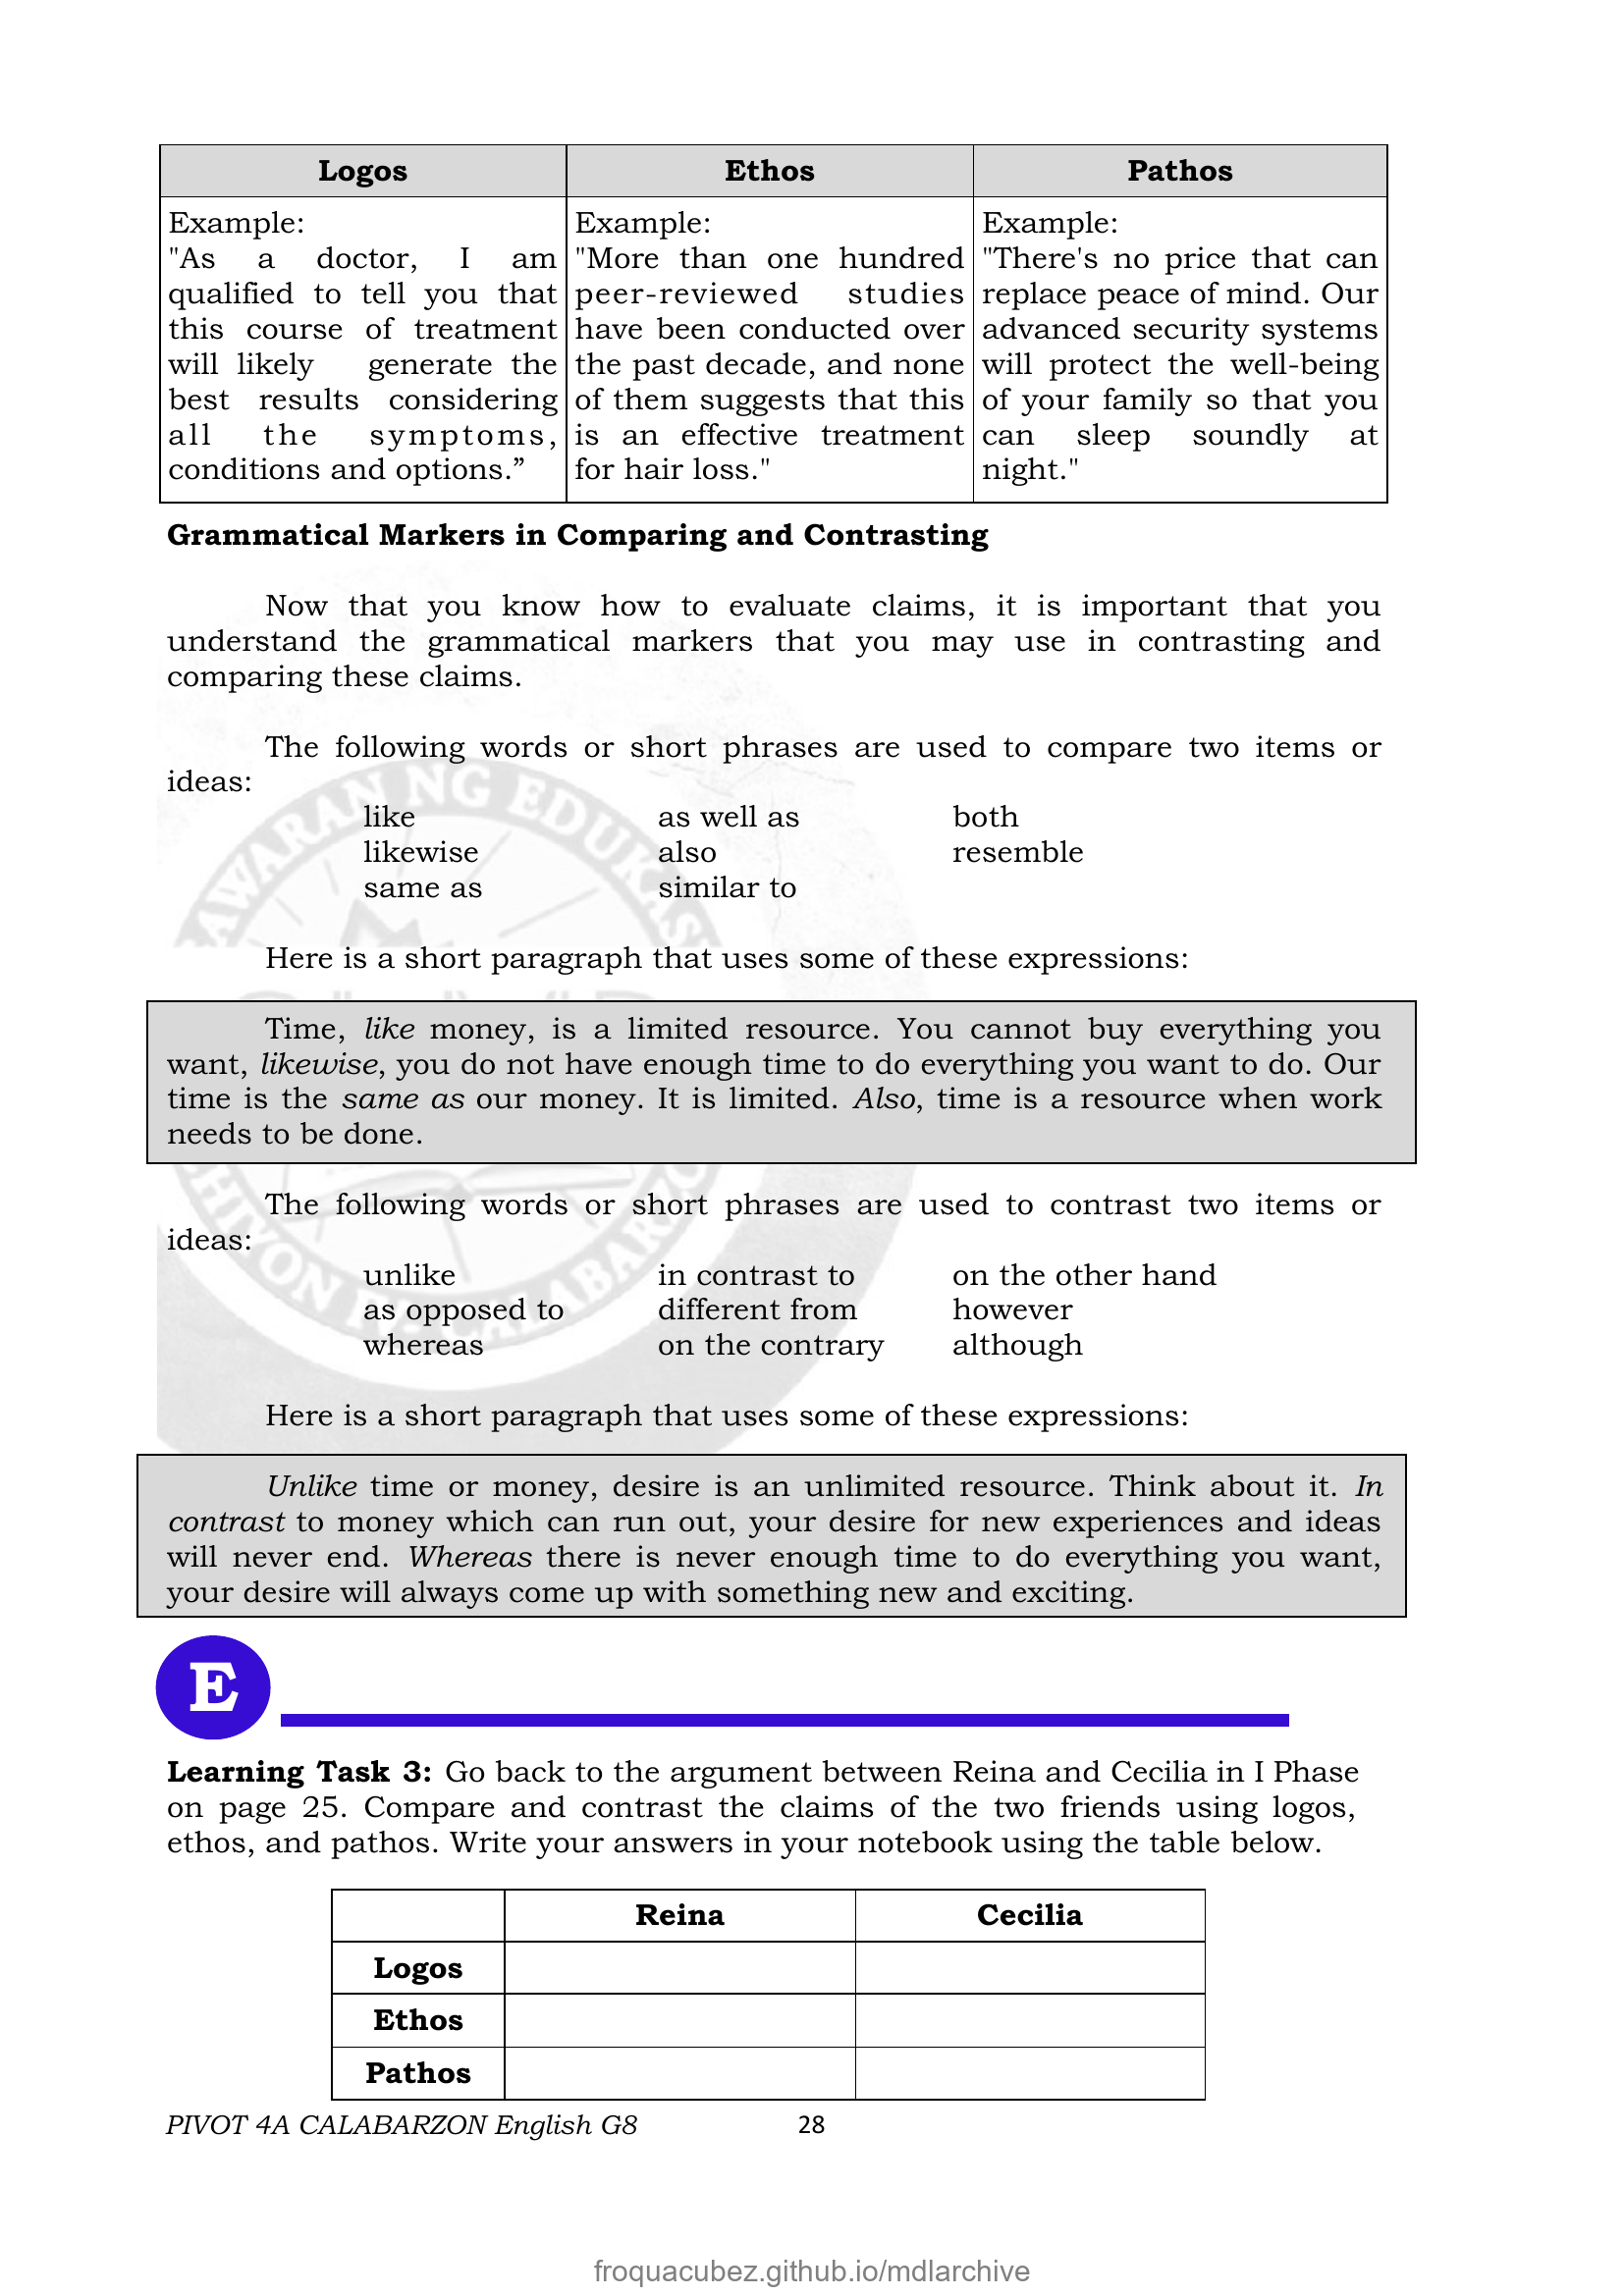 Logos Ethos Pathos
Example:
"As a doctor, I am
qualified to tell you that
this course of treatment
will likely generate the
best results considering
all the symptoms,
conditions and options.”
Example:
"More than one hundred
peer-reviewed studies
have been conducted over
the past decade, and none
of them suggests that this
is an effective treatment
for hair loss."
Example:
"There's no price that can
replace peace of mind. Our
advanced security systems
will protect the well-being
of your family so that you
can sleep soundly at
night."
Grammatical Markers in Comparing and Contrasting
Now that you know how to evaluate claims, it is important that you
understand the grammatical markers that you may use in contrasting and
comparing these claims.
The following words or short phrases are used to compare two items or
ideas:
like as well as both
likewise also resemble
same as similar to
Here is a short paragraph that uses some of these expressions:
Time, like money, is a limited resource. You cannot buy everything you
want, likewise, you do not have enough time to do everything you want to do. Our
time is the same as our money. It is limited. Also, time is a resource when work
needs to be done.
The following words or short phrases are used to contrast two items or
ideas:
unlike in contrast to on the other hand
as opposed to different from however
whereas on the contrary although
Here is a short paragraph that uses some of these expressions:
Unlike time or money, desire is an unlimited resource. Think about it. In
contrast to money which can run out, your desire for new experiences and ideas
will never end. Whereas there is never enough time to do everything you want,
your desire will always come up with something new and exciting.
E
Learning Task 3: Go back to the argument between Reina and Cecilia in I Phase
on page 25. Compare and contrast the claims of the two friends using logos,
ethos, and pathos. Write your answers in your notebook using the table below.
Reina Cecilia
Logos
Ethos
Pathos
PIVOT 4A CALABARZON English G8 28
froquacubez.github.io/mdlarchive